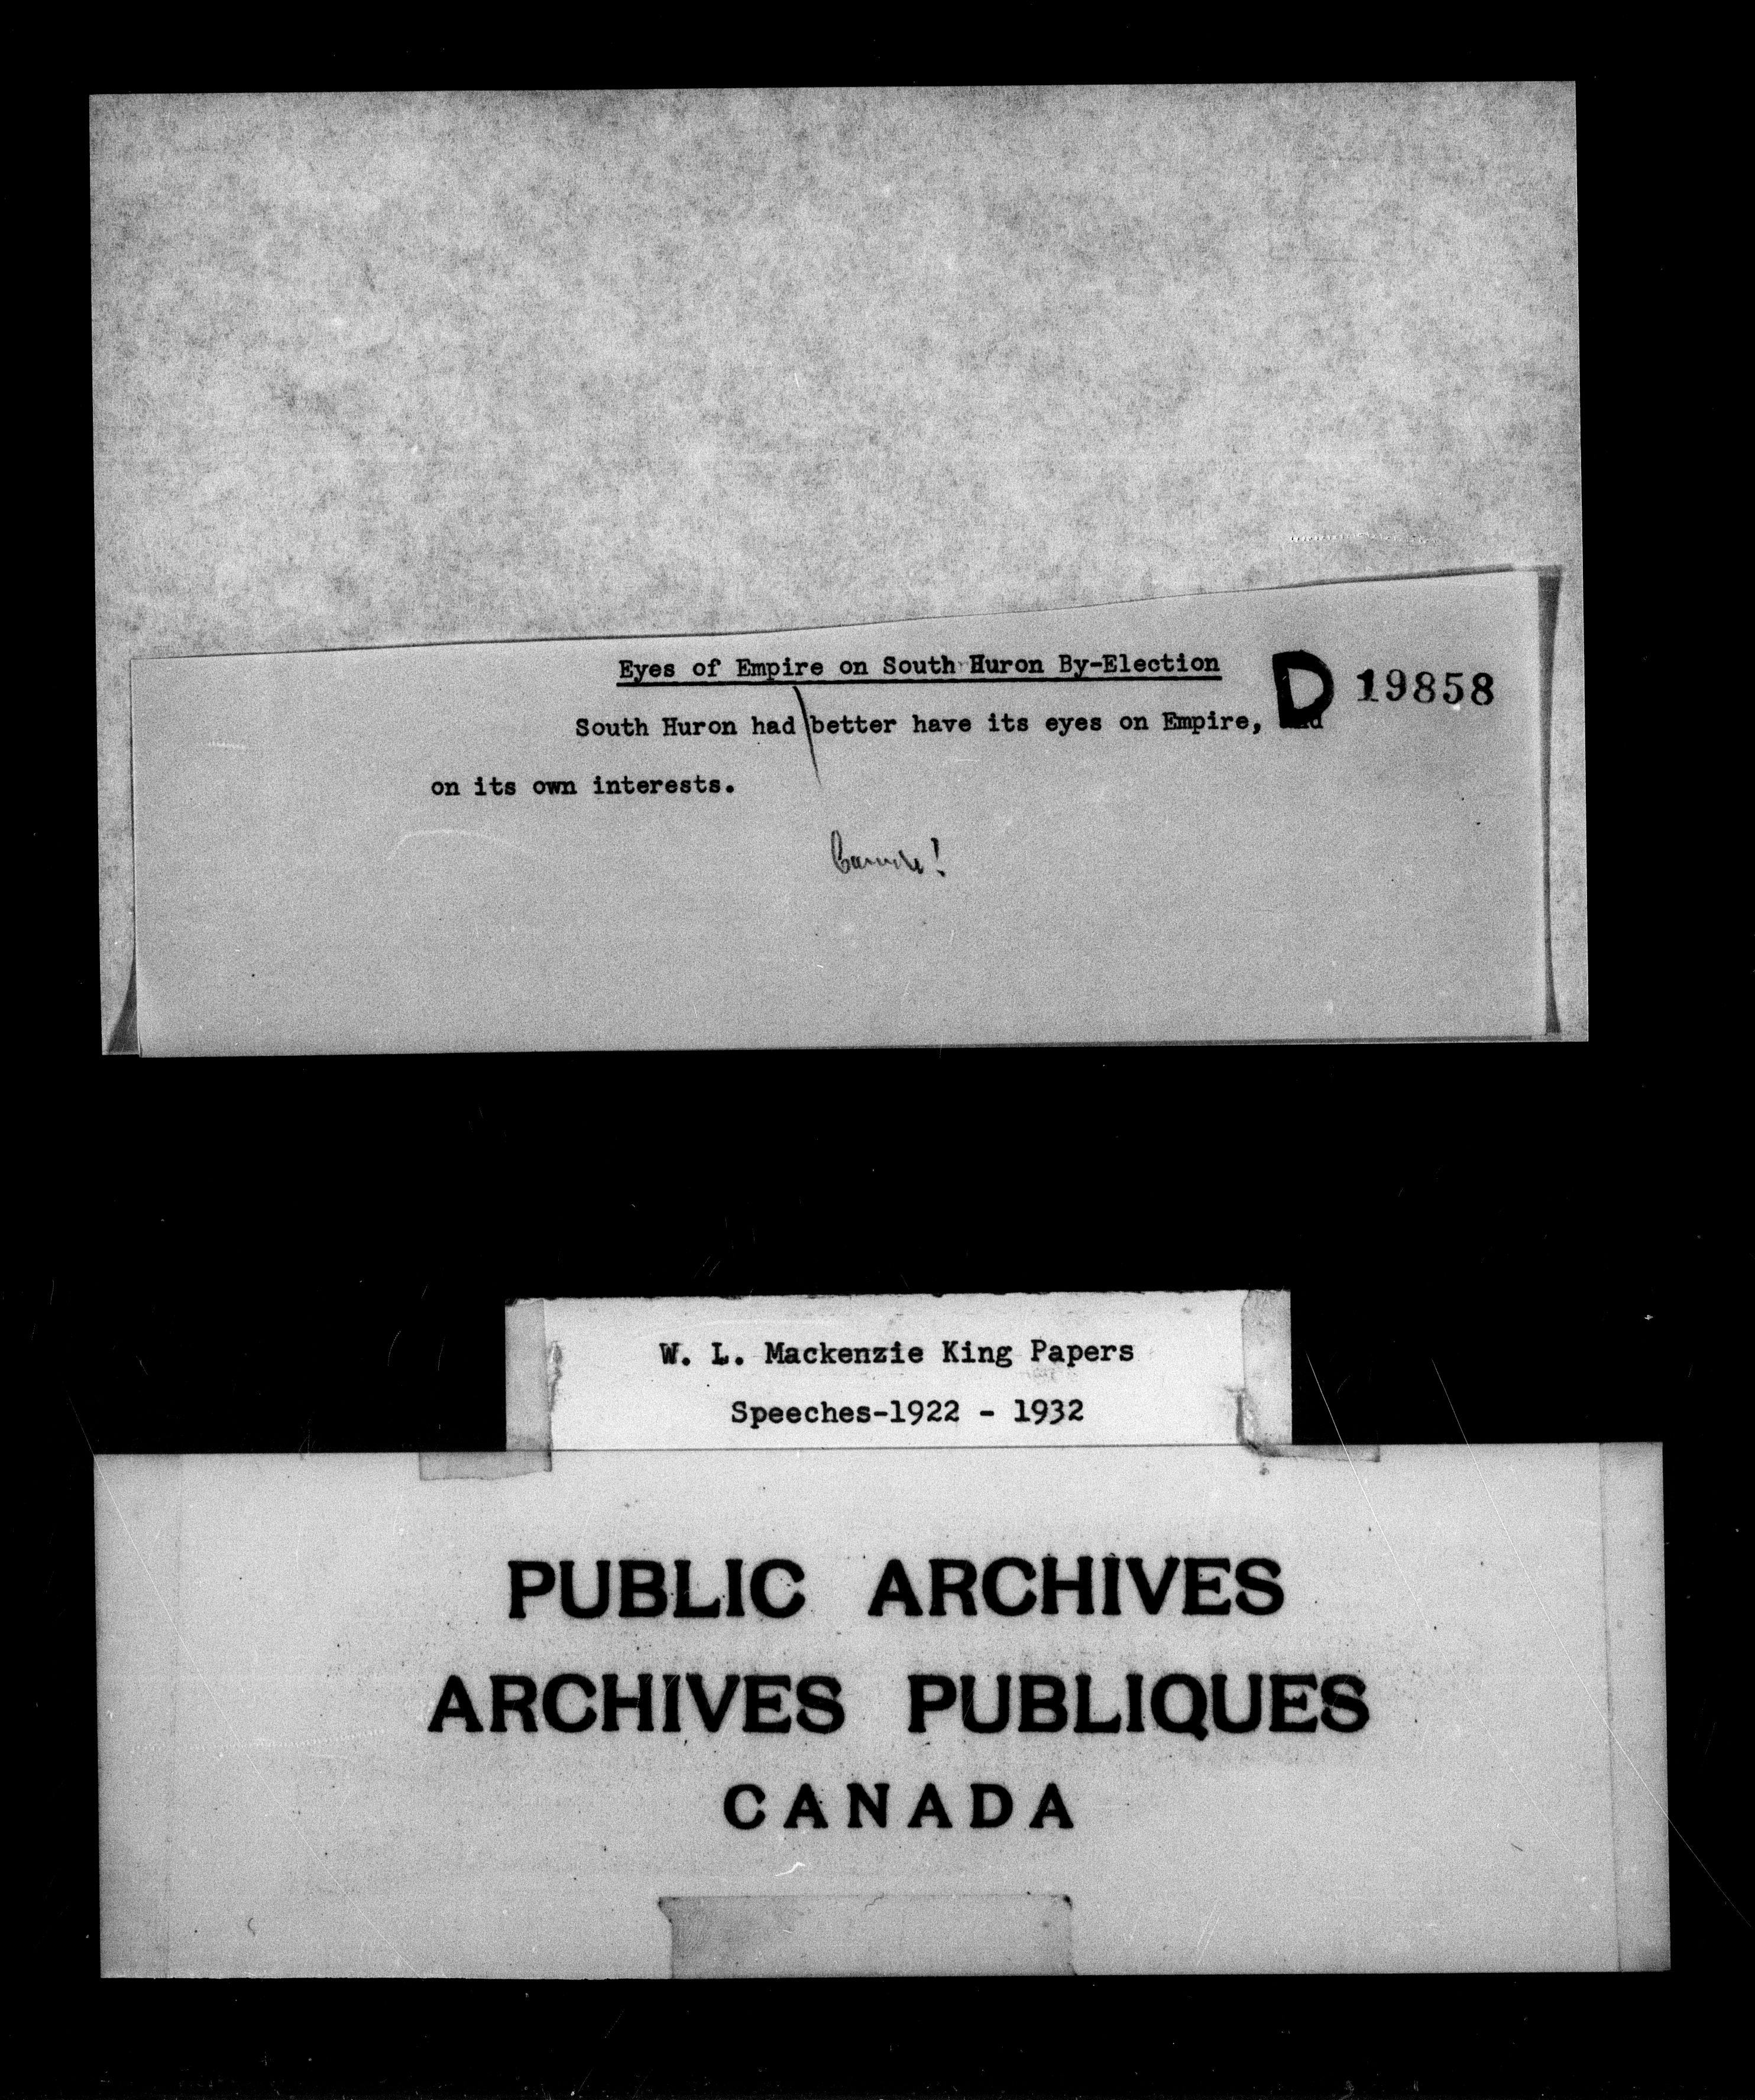 Eyes of Empire on South Huron By-Election
D 19858
South Huron had better have its eyes on Empire, and
on its own interests.
W. L. Mackenzie King Papers
Speeches-1922 - 1932
PUBLIC ARCHIVES
ARCHIVES PUBLIQUES
CANADA